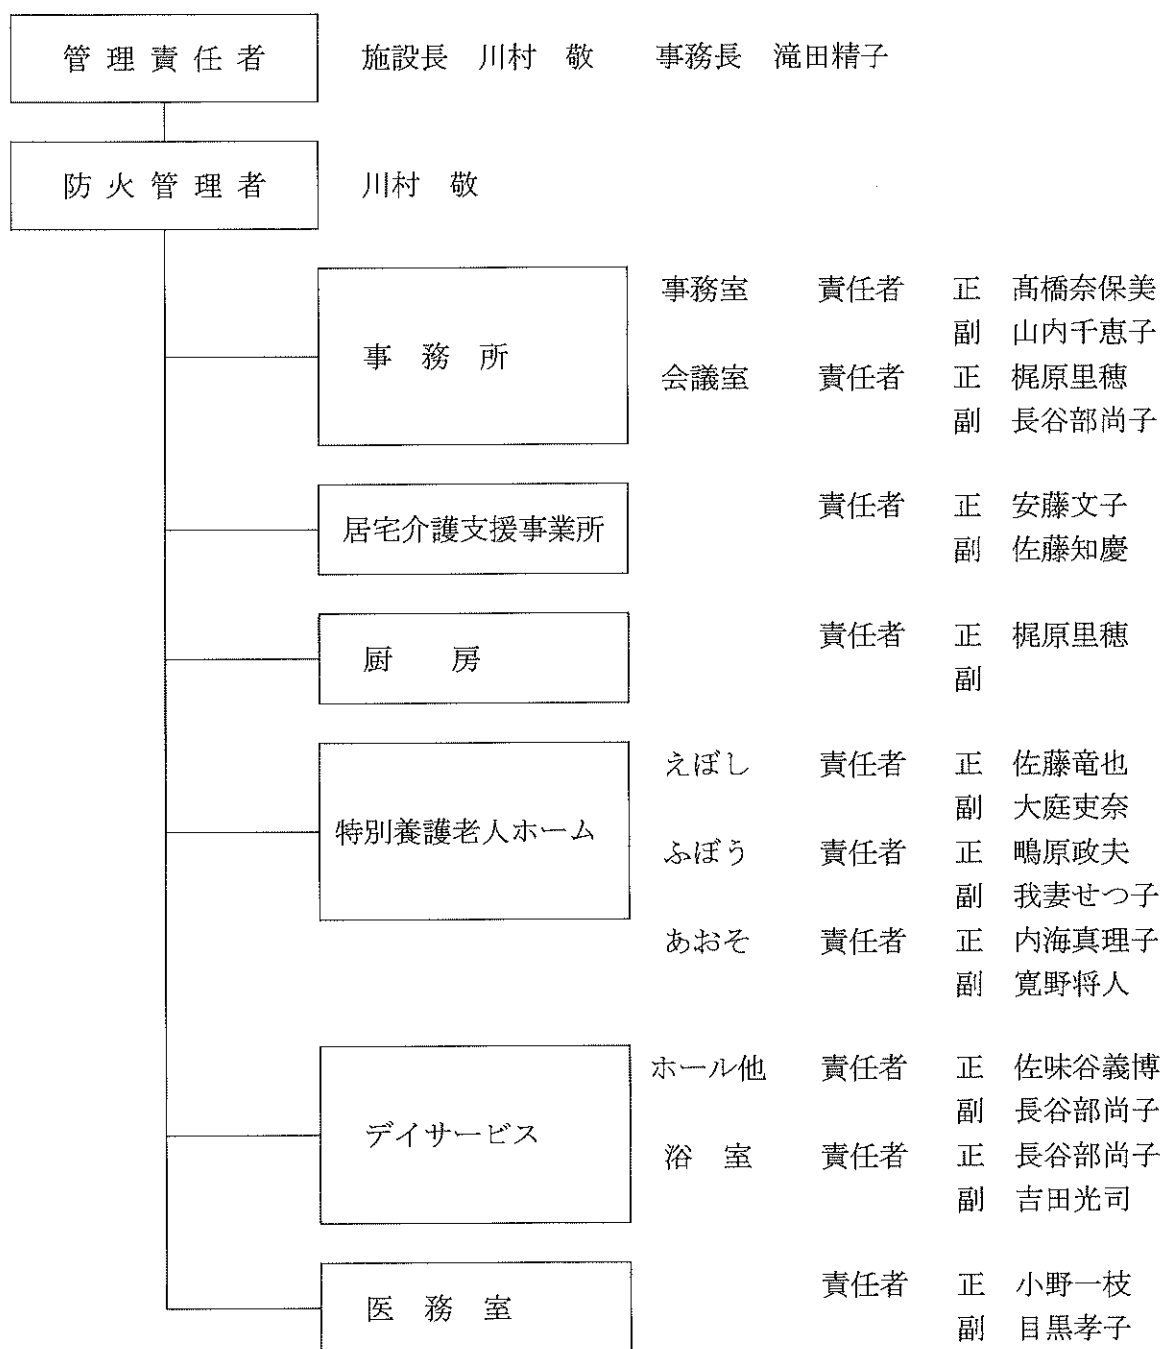 管理責任者 施設長 川村 敬 事務長 滝田精子
防火管理者 川村 敬
事務所
事務室 責任者 正 髙橋奈保美
副 山内千恵子
会議室 責任者 正 梶原里穂
副 長谷部尚子
居宅介護支援事業所
責任者 正 安藤文子
副 佐藤知慶
厨房
責任者 正 梶原里穂
副
特別養護老人ホーム
えぼし 責任者 正 佐藤竜也
副 大庭吏奈
ふぼう 責任者 正 鴫原政夫
副 我妻せつ子
あおそ 責任者 正 内海真理子
副 寛野将人
デイサービス
ホール他 責任者 正 佐味谷義博
副 長谷部尚子
浴室 責任者 正 長谷部尚子
副 吉田光司
医務室
責任者 正 小野一枝
副 目黒孝子